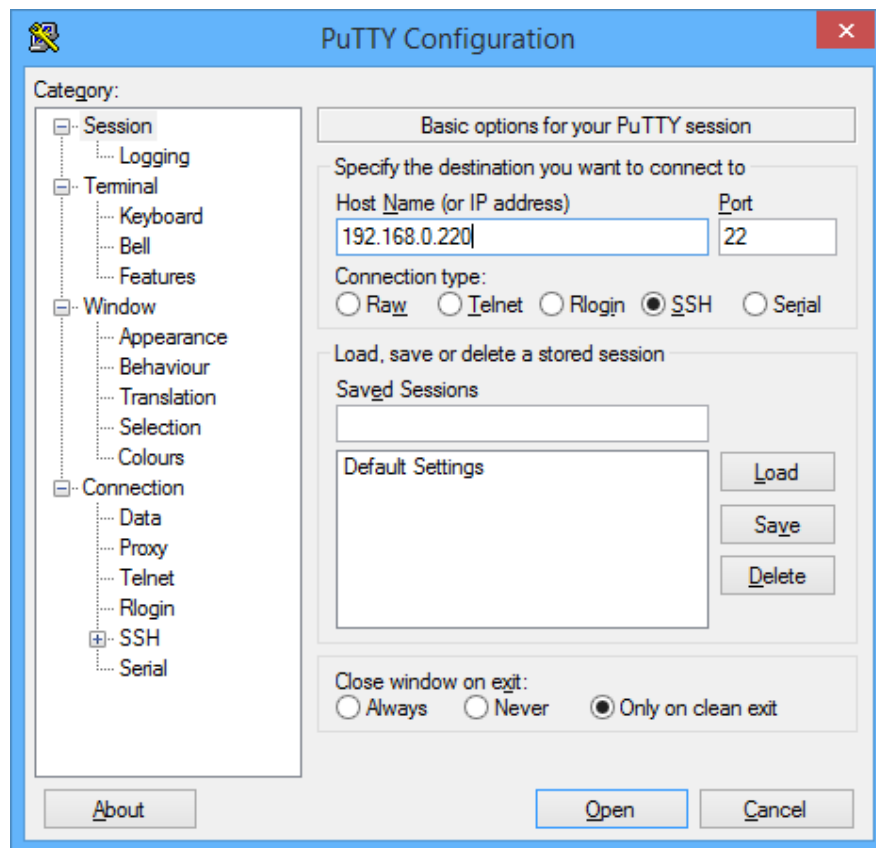 PuTTY Configuration
Category:
Session
Logging
Terminal
Keyboard
Bell
Features
Window
Appearance
Behaviour
Translation
Selection
Colours
Connection
Data
Proxy
Telnet
Rlogin
SSH
Serial
Basic options for your PuTTY session
Specify the destination you want to connect to
Host Name (or IP address) Port
192.168.0.220 22
Connection type:
Raw Telnet Rlogin SSH Serial
Load, save or delete a stored session
Saved Sessions
Default Settings
Load
Save
Delete
Close window on exit:
Always Never Only on clean exit
About Open Cancel